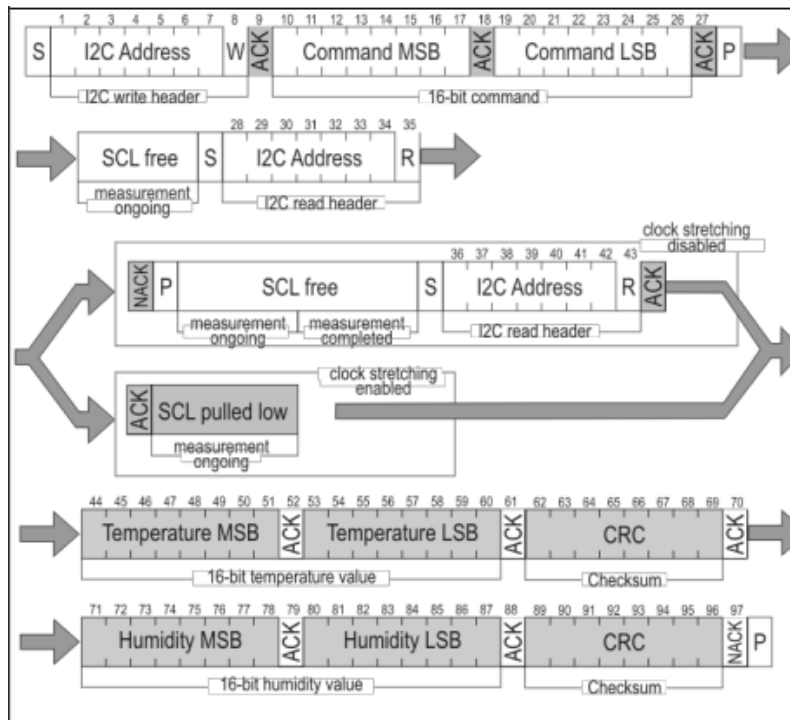 1 2 3 4 5 6 7 8 9 10 11 12 13 14 15 16 17 18 19 20 21 22 23 24 25 26 27
S I2C Address W ACK Command MSB ACK Command LSB ACK P
I2C write header 16-bit command
28 29 30 31 32 33 34 35
SCL free S I2C Address R
measurement
ongoing
I2C read header
clock stretching
disabled
36 37 38 39 40 41 42 43
NACK P SCL free S I2C Address R ACK
measurement
ongoing
measurement
completed
I2C read header
clock stretching
enabled
ACK SCL pulled low
measurement
ongoing
44 45 46 47 48 49 50 51 52 53 54 55 56 57 58 59 60 61 62 63 64 65 66 67 68 69 70
Temperature MSB ACK Temperature LSB ACK CRC ACK
16-bit temperature value Checksum
71 72 73 74 75 76 77 78 79 80 81 82 83 84 85 86 87 88 89 90 91 92 93 94 95 96 97
Humidity MSB ACK Humidity LSB ACK CRC NACK P
16-bit humidity value Checksum